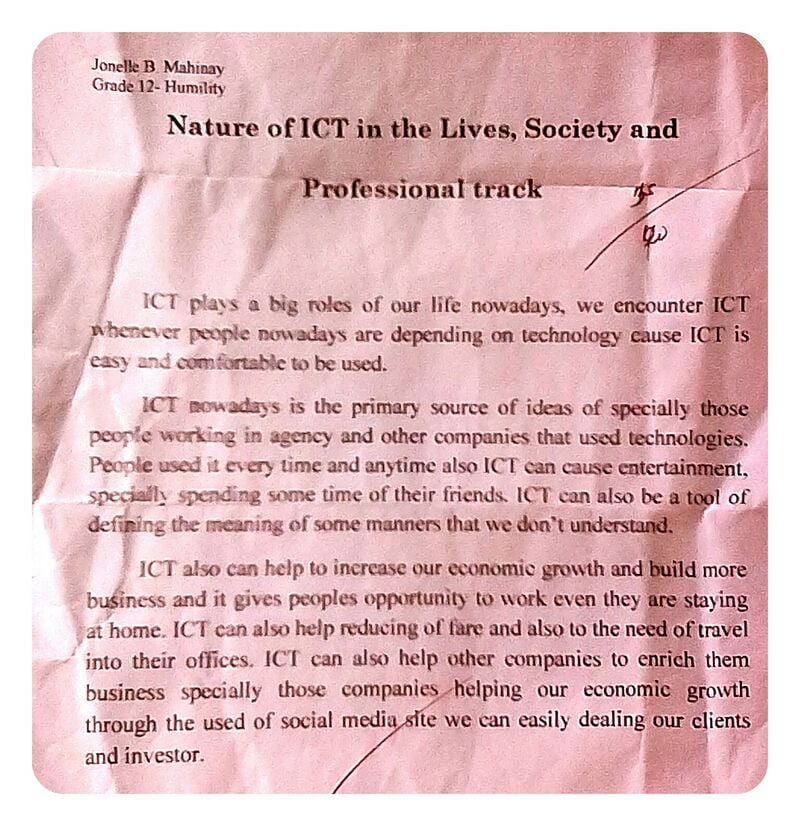 Jonelle B. Mahinay
Grade 12- Humility
Nature of ICT in the Lives, Society and
Professional track
ICT plays a big roles of our life nowadays, we encounter ICT
whenever people nowadays are depending on technology cause ICT is
easy and comfortable to be used.
ICT nowadays is the primary source of ideas of specially those
people working in agency and other companies that used technologies.
People used it every time and anytime also ICT can cause entertainment,
specially spending some time of their friends. ICT can also be a tool of
defining the meaning of some manners that we don't understand.
ICT also can help to increase our economic growth and build more
business and it gives peoples opportunity to work even they are staying
at home. ICT can also help reducing of fare and also to the need of travel
into their offices. ICT can also help other companies to enrich them
business specially those companies helping our economic growth
through the used of social media site we can easily dealing our clients
and investor.